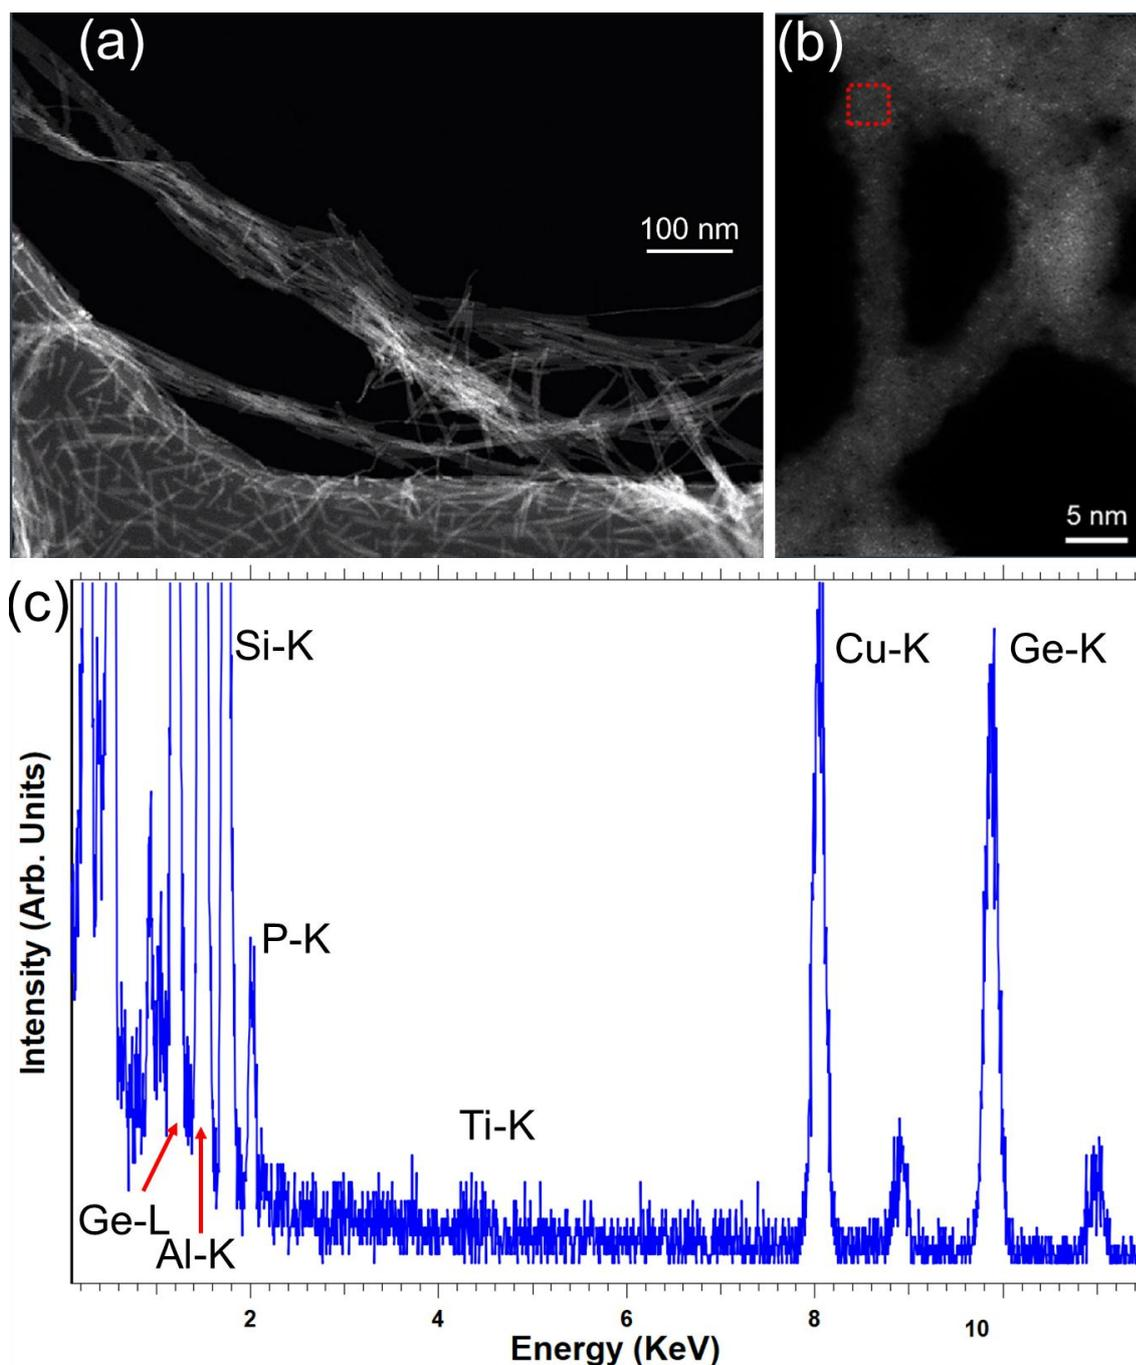 (a)
100 nm
(b)
5 nm
(c)
Si-K
Cu-K
Ge-K
P-K
Ti-K
Ge-L
Al-K
Intensity (Arb. Units)
2
4
6
8
10
Energy (KeV)